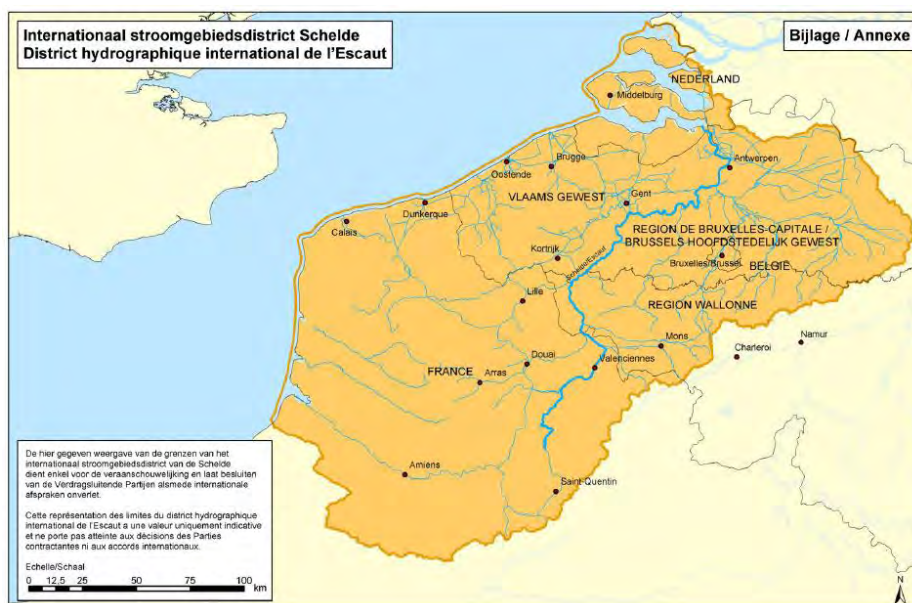 Internationaal stroomgebiedsdistrict Schelde
District hydrographique international de l'Escaut
Bijlage / Annexe
NEDERLAND
Middelburg
Antwerpen
Brugge
Oostende
VLAAMS GEWEST
Gent
Dunkerque
Calais
REGION DE BRUXELLES-CAPITALE /
BRUSSELS HOOFDSTEDELIJK GEWEST
Kortrijk
Schelde/Escaut
Bruxelles/Brussel
BELGIË
Lille
REGION WALLONNE
Mons
Namur
Charleroi
Douai
Valenciennes
FRANCE
Arras
Amiens
Saint-Quentin
De hier gegeven weergave van de grenzen van het
internationaal stroomgebiedsdistrict van de Schelde
dient enkel voor de veraanschouwelijking en laat besluiten
van de Verdragsluitende Partijen alsmede internationale
afspraken onverlet.
Cette représentation des limites du district hydrographique
international de l'Escaut a une valeur uniquement indicative
et ne porte pas atteinte aux décisions des Parties
contractantes ni aux accords internationaux.
Echelle/Schaal
0 12,5 25 50 75 100
km
N